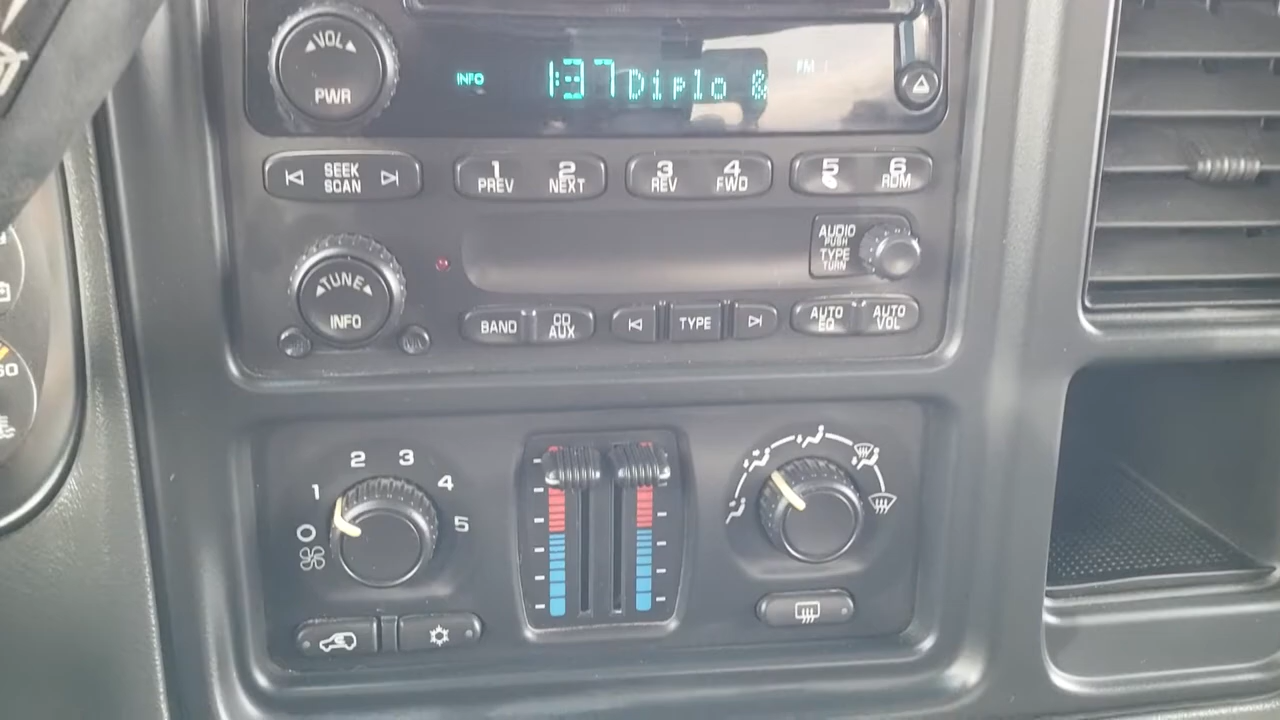 VOL
PWR
INFO 1:37 Diplo & FM 1
SEEK
SCAN
1 PREV
2 NEXT
3 REV
4 FWD
5
6 RDM
AUDIO
PUSH
TYPE
TURN
TUNE
INFO
BAND
CD
AUX
TYPE
AUTO
EQ
AUTO
VOL
0 1 2 3 4 5